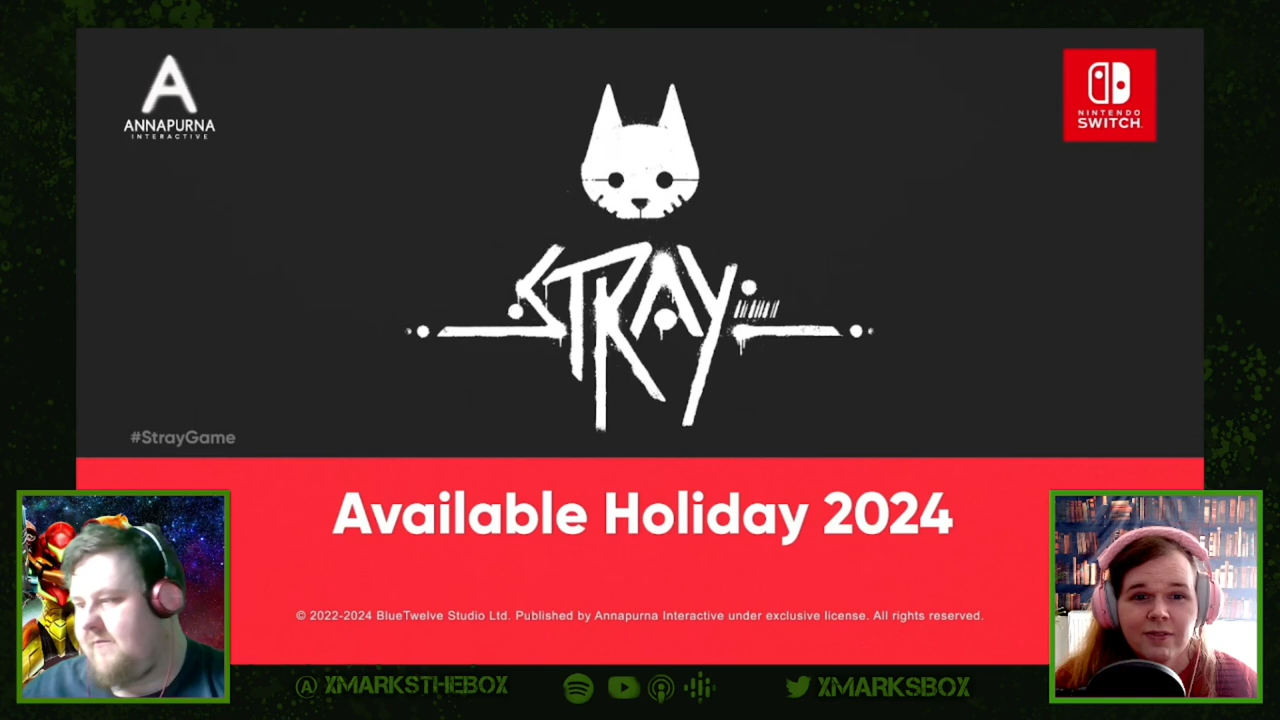 ANNAPURNA
INTERACTIVE
NINTENDO
SWITCH.
STRAY
#StrayGame
Available Holiday 2024
© 2022-2024 BlueTwelve Studio Ltd. Published by Annapurna Interactive under exclusive license. All rights reserved.
@ XMARKSTHEBOX
XMARKSBOX